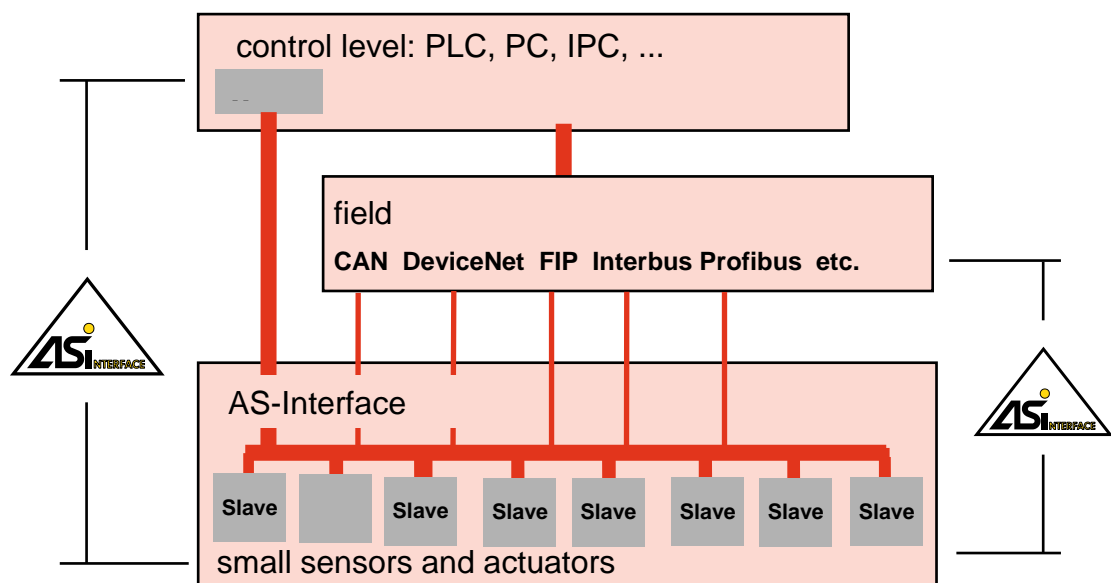 control level: PLC, PC, IPC, ...
field
CAN DeviceNet FIP Interbus Profibus etc.
ASi INTERFACE
AS-Interface
ASi INTERFACE
Slave Slave Slave Slave Slave Slave Slave
small sensors and actuators